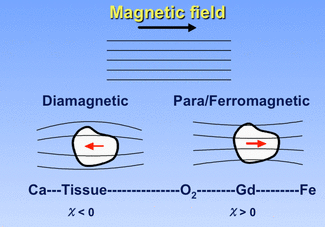 Magnetic field
Diamagnetic
Para/Ferromagnetic
Ca---Tissue---------------O₂--------Gd---------Fe
χ < 0
χ > 0